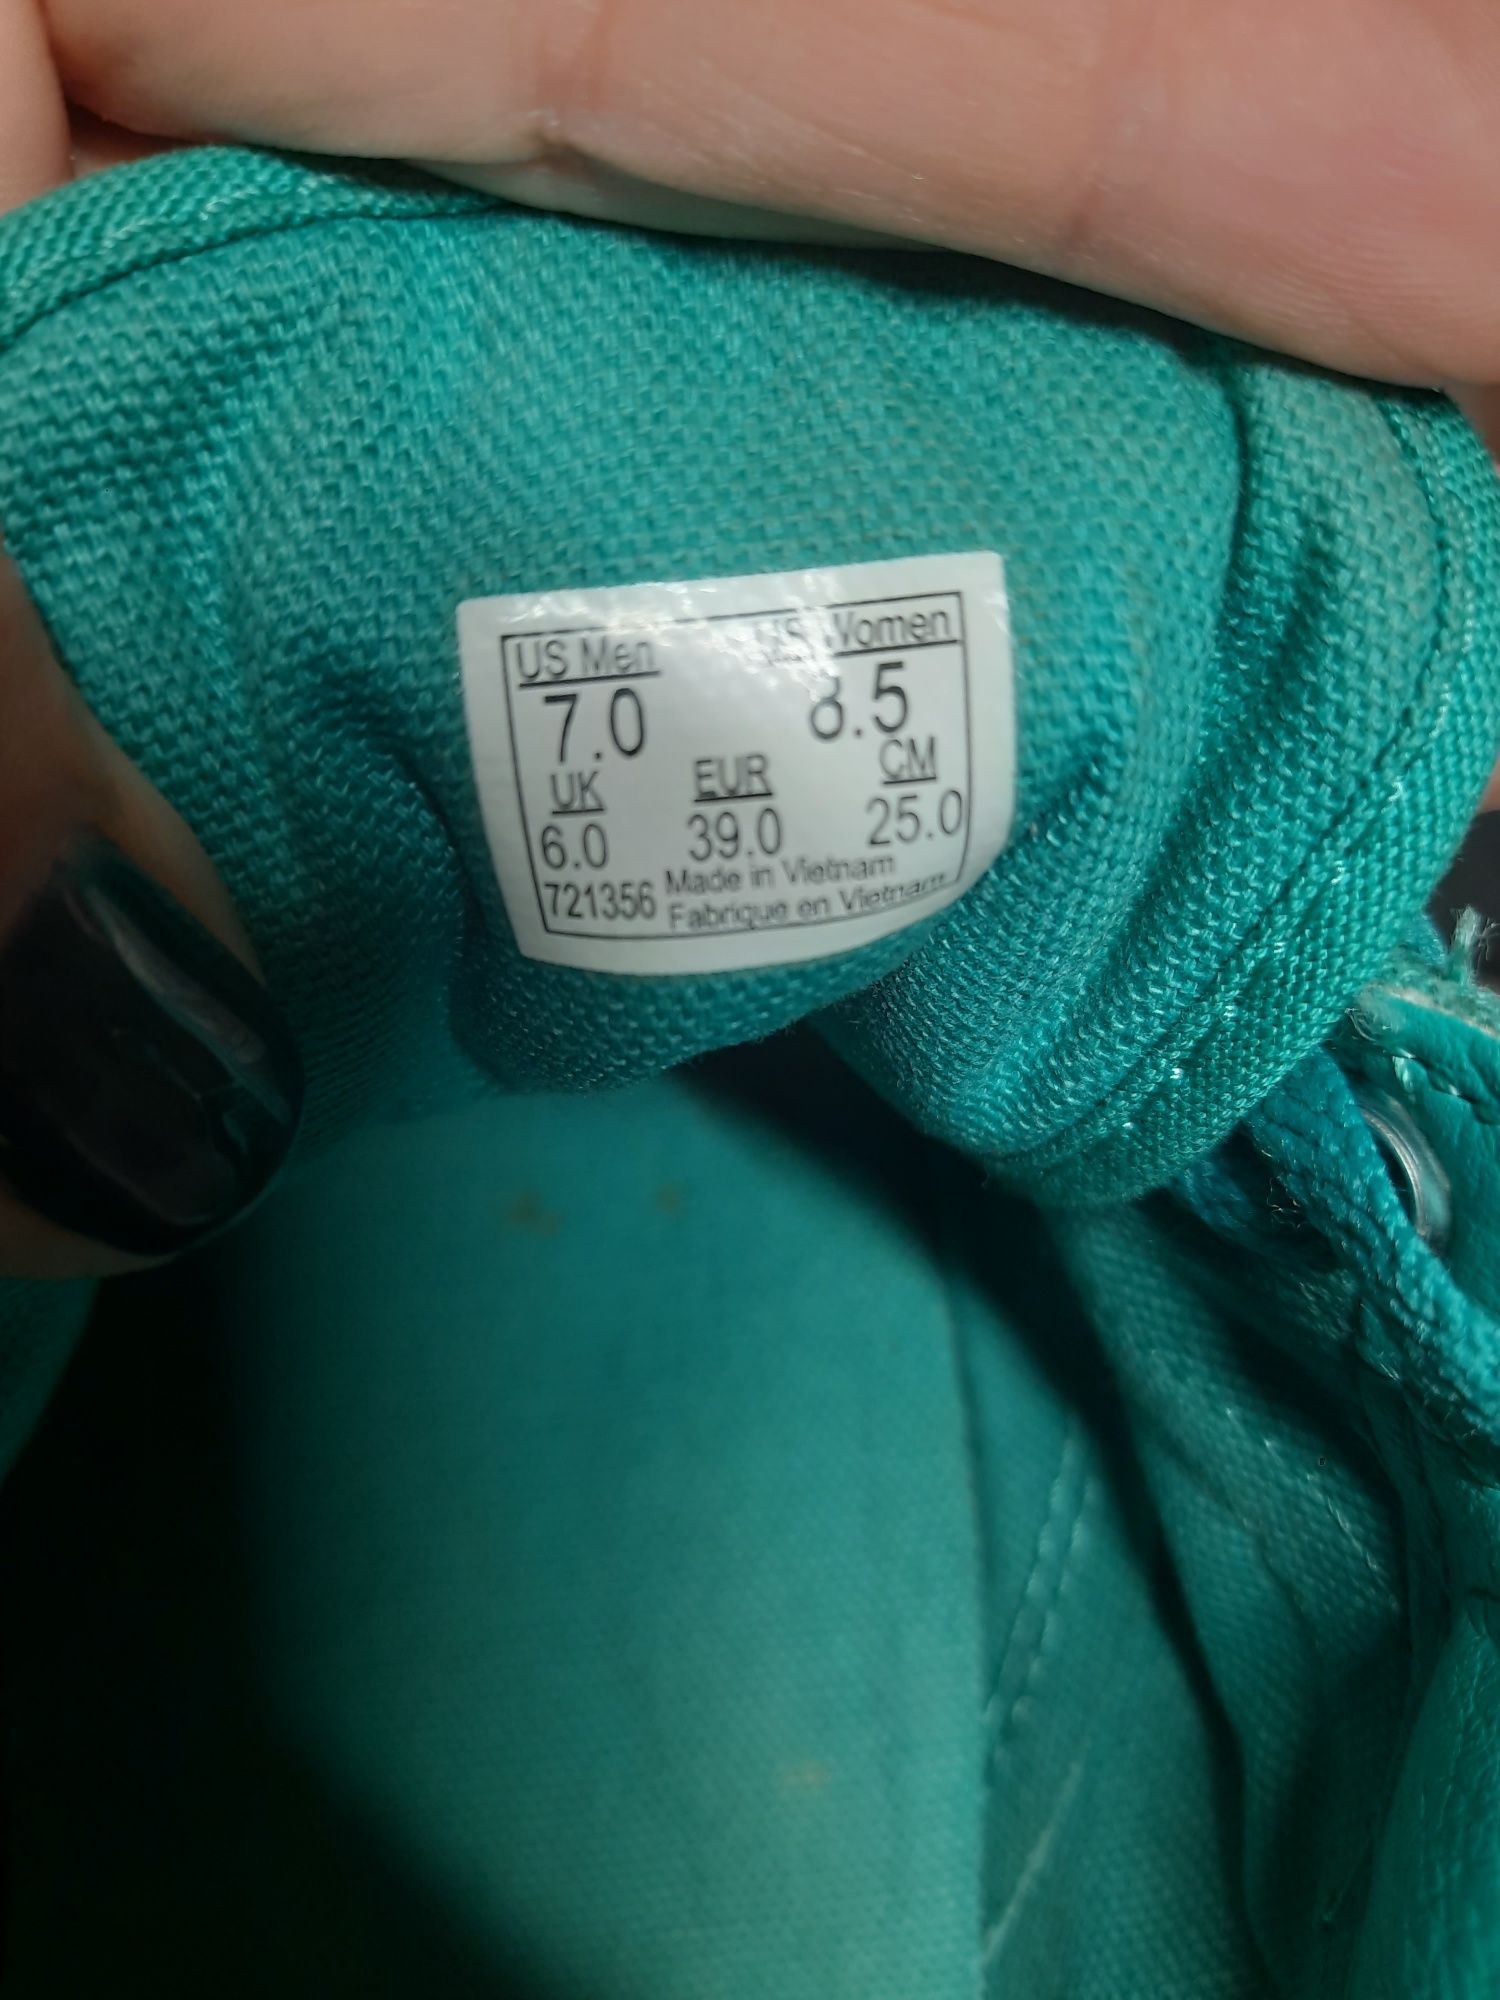 US Men US Women
7.0 8.5
UK EUR CM
6.0 39.0 25.0
721356 Made in Vietnam
Fabrique en Vietnam